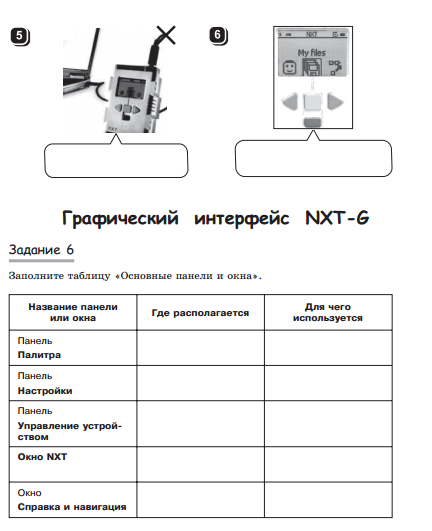 5
6
NXT
My files
NXT
Графический интерфейс NXT-G
Задание 6
Заполните таблицу «Основные панели и окна».
Название панели
или окна
Где располагается
Для чего
используется
Панель
Палитра
Панель
Настройки
Панель
Управление устрой-
ством
Окно NXT
Окно
Справка и навигация